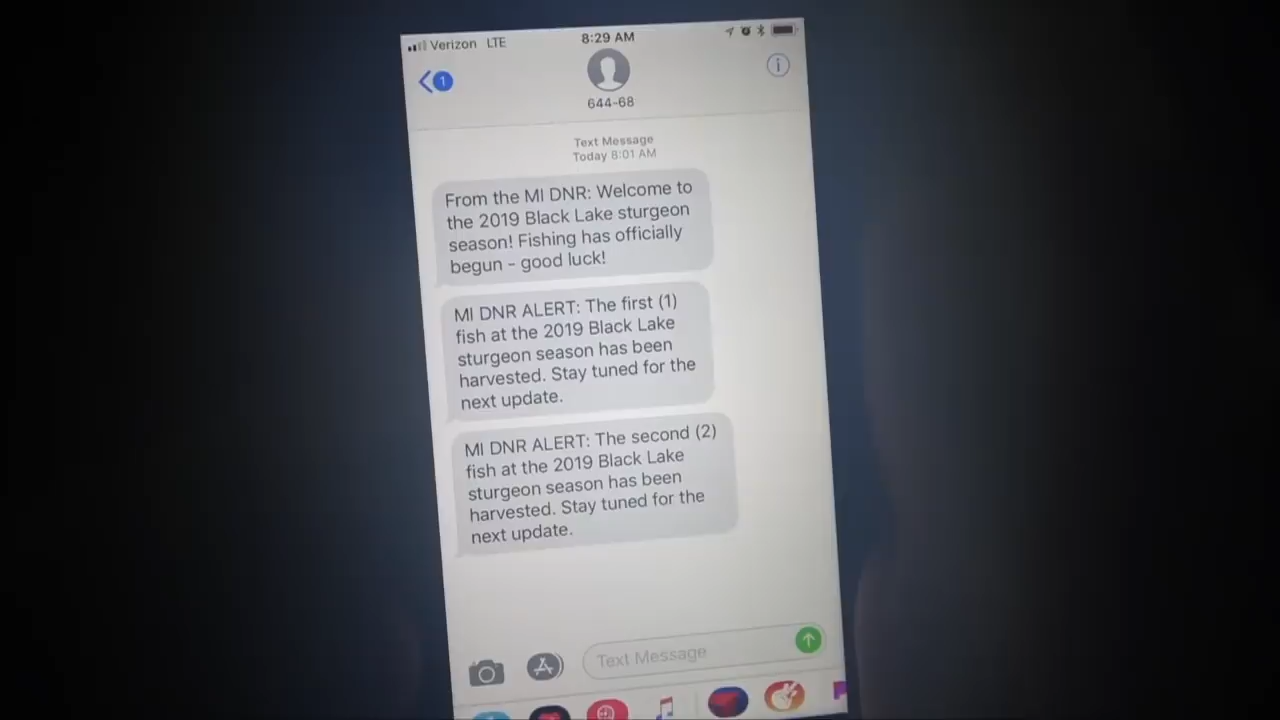 Verizon LTE
8:29 AM
1
644-68
Text Message
Today 8:01 AM
From the MI DNR: Welcome to
the 2019 Black Lake sturgeon
season! Fishing has officially
begun - good luck!
MI DNR ALERT: The first (1)
fish at the 2019 Black Lake
sturgeon season has been
harvested. Stay tuned for the
next update.
MI DNR ALERT: The second (2)
fish at the 2019 Black Lake
sturgeon season has been
harvested. Stay tuned for the
next update.
Text Message